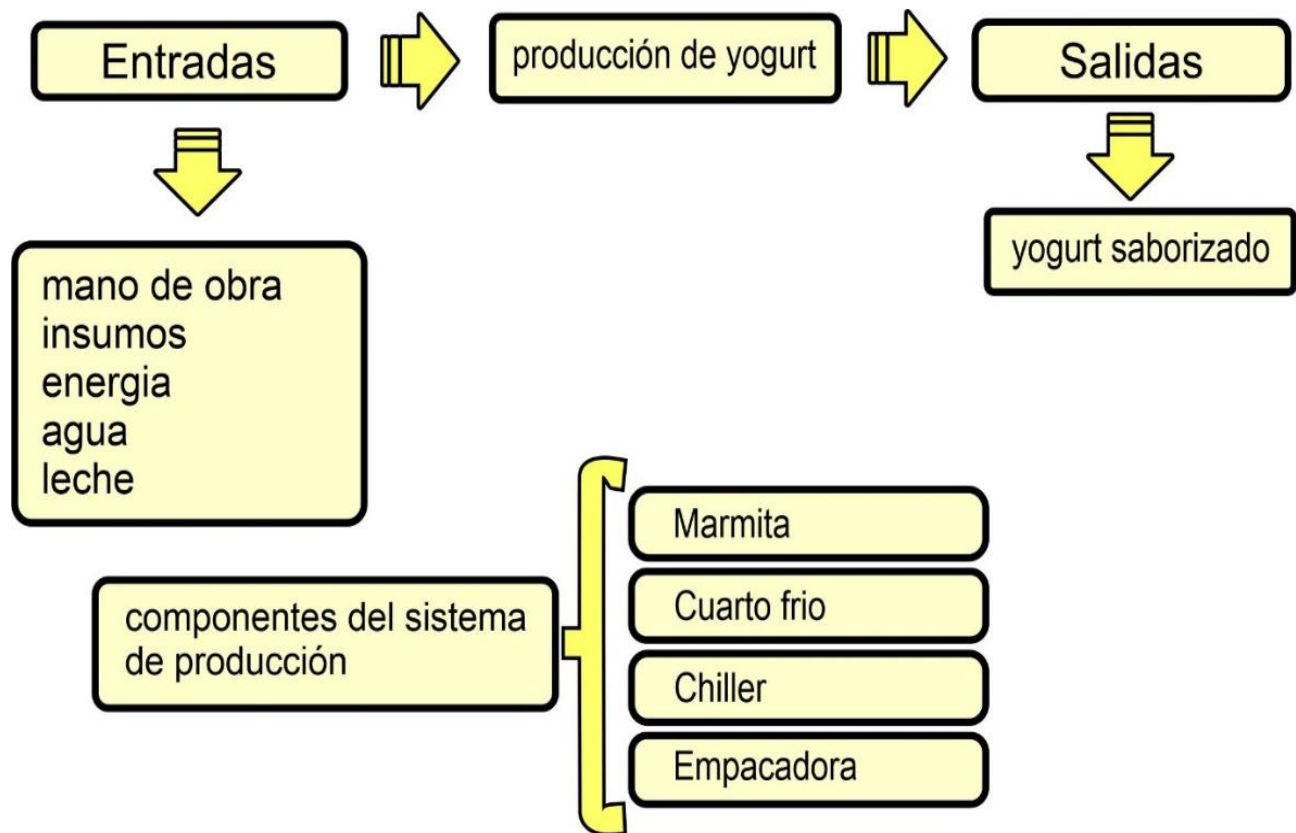 Entradas
producción de yogurt
Salidas
mano de obra
insumos
energia
agua
leche
yogurt saborizado
componentes del sistema
de producción
Marmita
Cuarto frio
Chiller
Empacadora